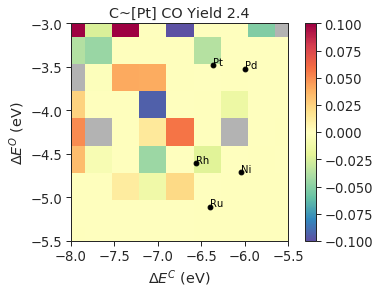 C~[Pt] CO Yield 2.4
ΔE^O (eV)
−3.0
−3.5
−4.0
−4.5
−5.0
−5.5
Pt
Pd
Rh
Ni
Ru
−8.0 −7.5 −7.0 −6.5 −6.0 −5.5
ΔE^C (eV)
0.100
0.075
0.050
0.025
0.000
−0.025
−0.050
−0.075
−0.100